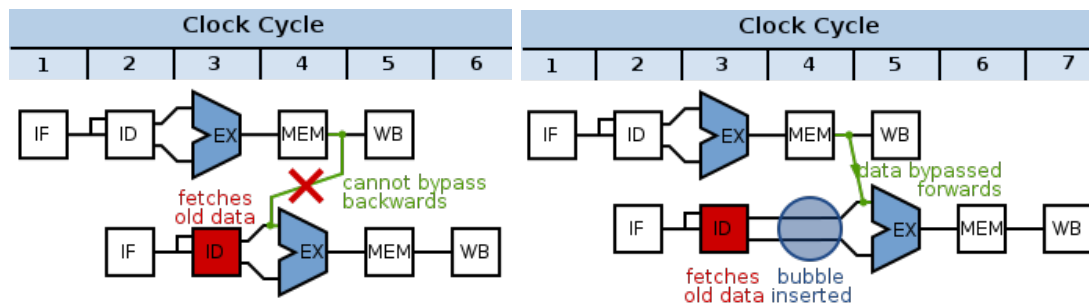 Clock Cycle
1 2 3 4 5 6
IF ID EX MEM WB
cannot bypass
backwards
fetches
old data
IF ID EX MEM WB
Clock Cycle
1 2 3 4 5 6 7
IF ID EX MEM WB
data bypassed
forwards
IF ID EX MEM WB
fetches
old data
bubble
inserted